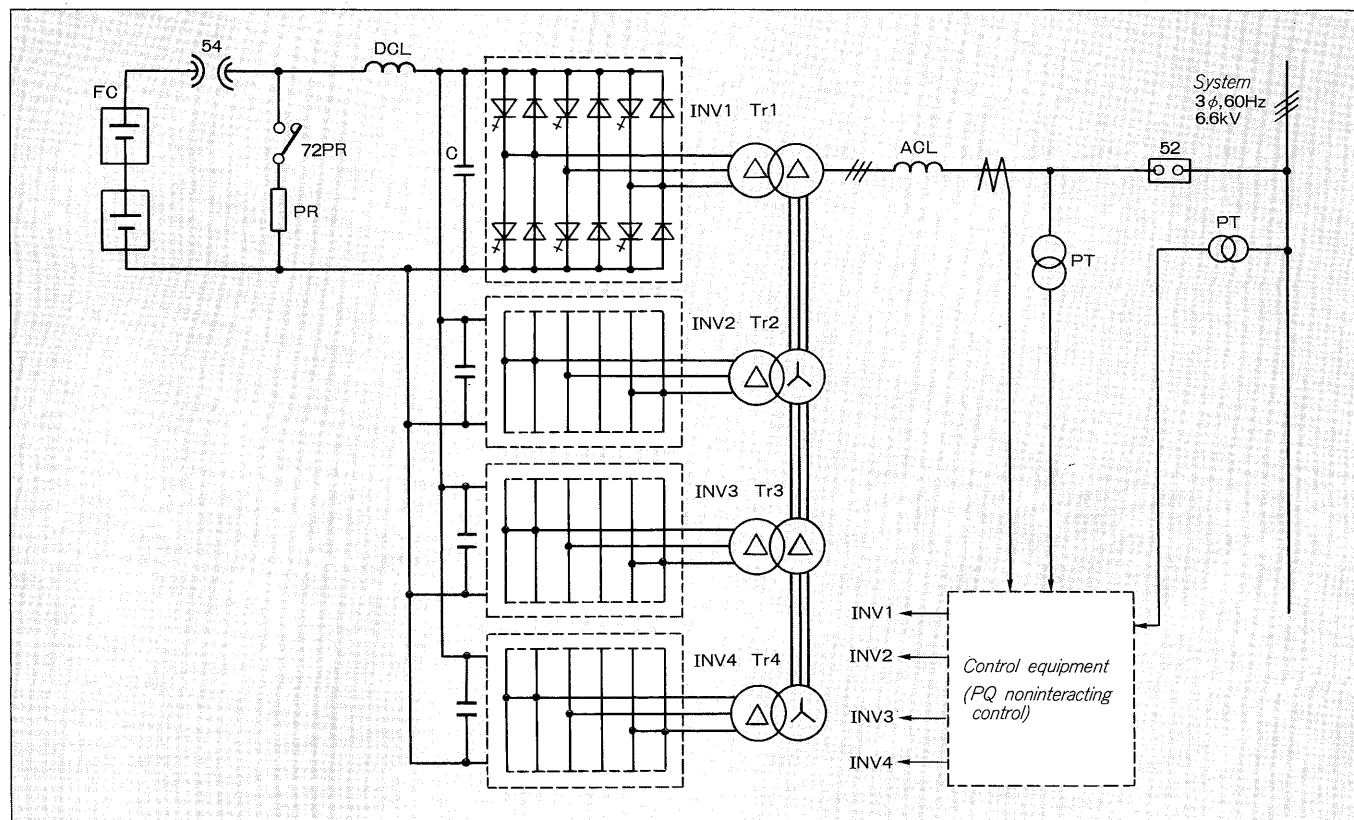 54
DCL
FC
72PR
PR
C
INV1 Tr1
ACL
52
System
3ϕ,60Hz
6.6kV
PT
PT
INV2 Tr2
INV3 Tr3
INV4 Tr4
INV1
INV2
INV3
INV4
Control equipment
(PQ noninteracting
control)